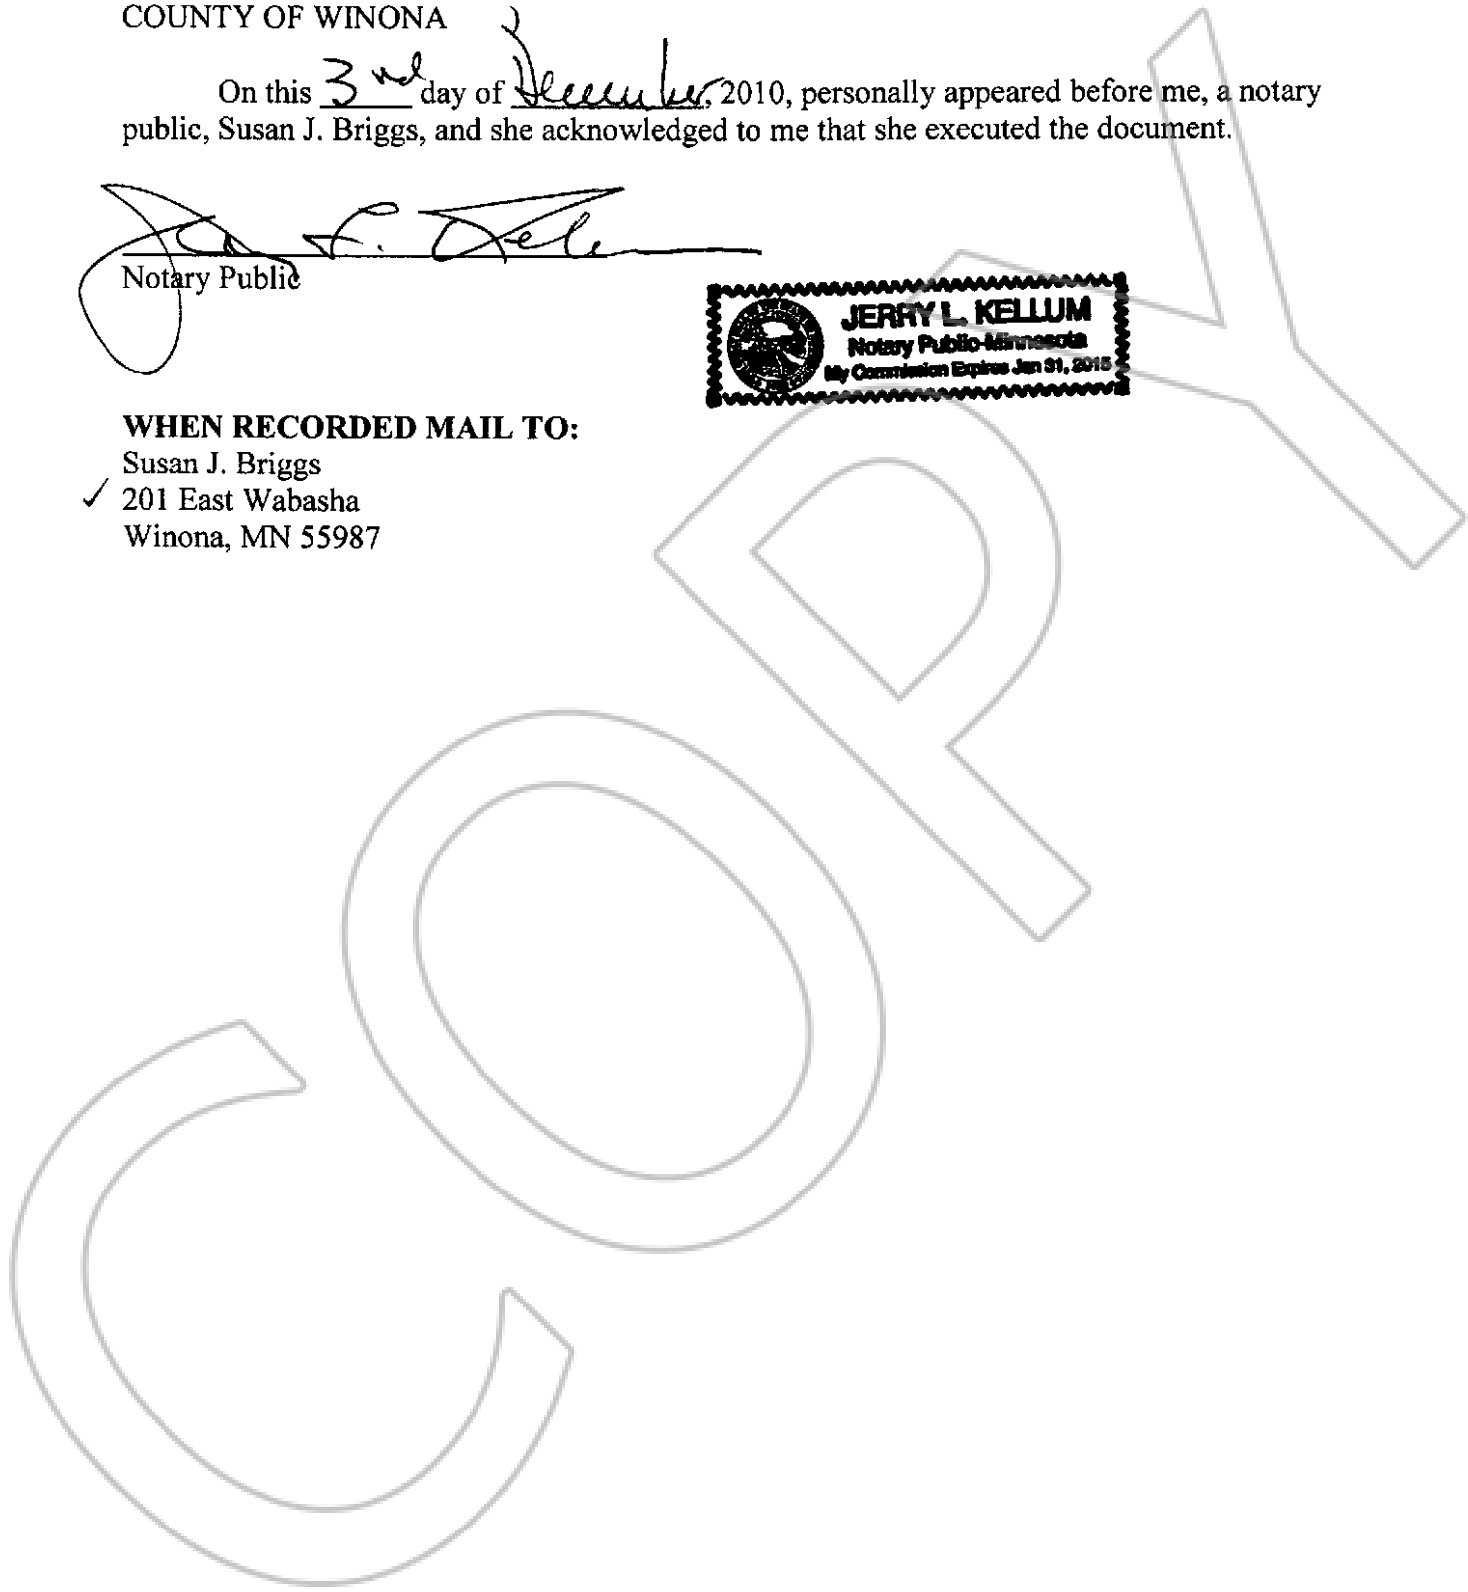 COUNTY OF WINONA )
On this 3nd day of December, 2010, personally appeared before me, a notary
public, Susan J. Briggs, and she acknowledged to me that she executed the document.
Notary Public
JERRY L. KELLUM
Notary Public-Minnesota
My Commission Expires Jan 31, 2015
WHEN RECORDED MAIL TO:
Susan J. Briggs
✓ 201 East Wabasha
Winona, MN 55987
COPY